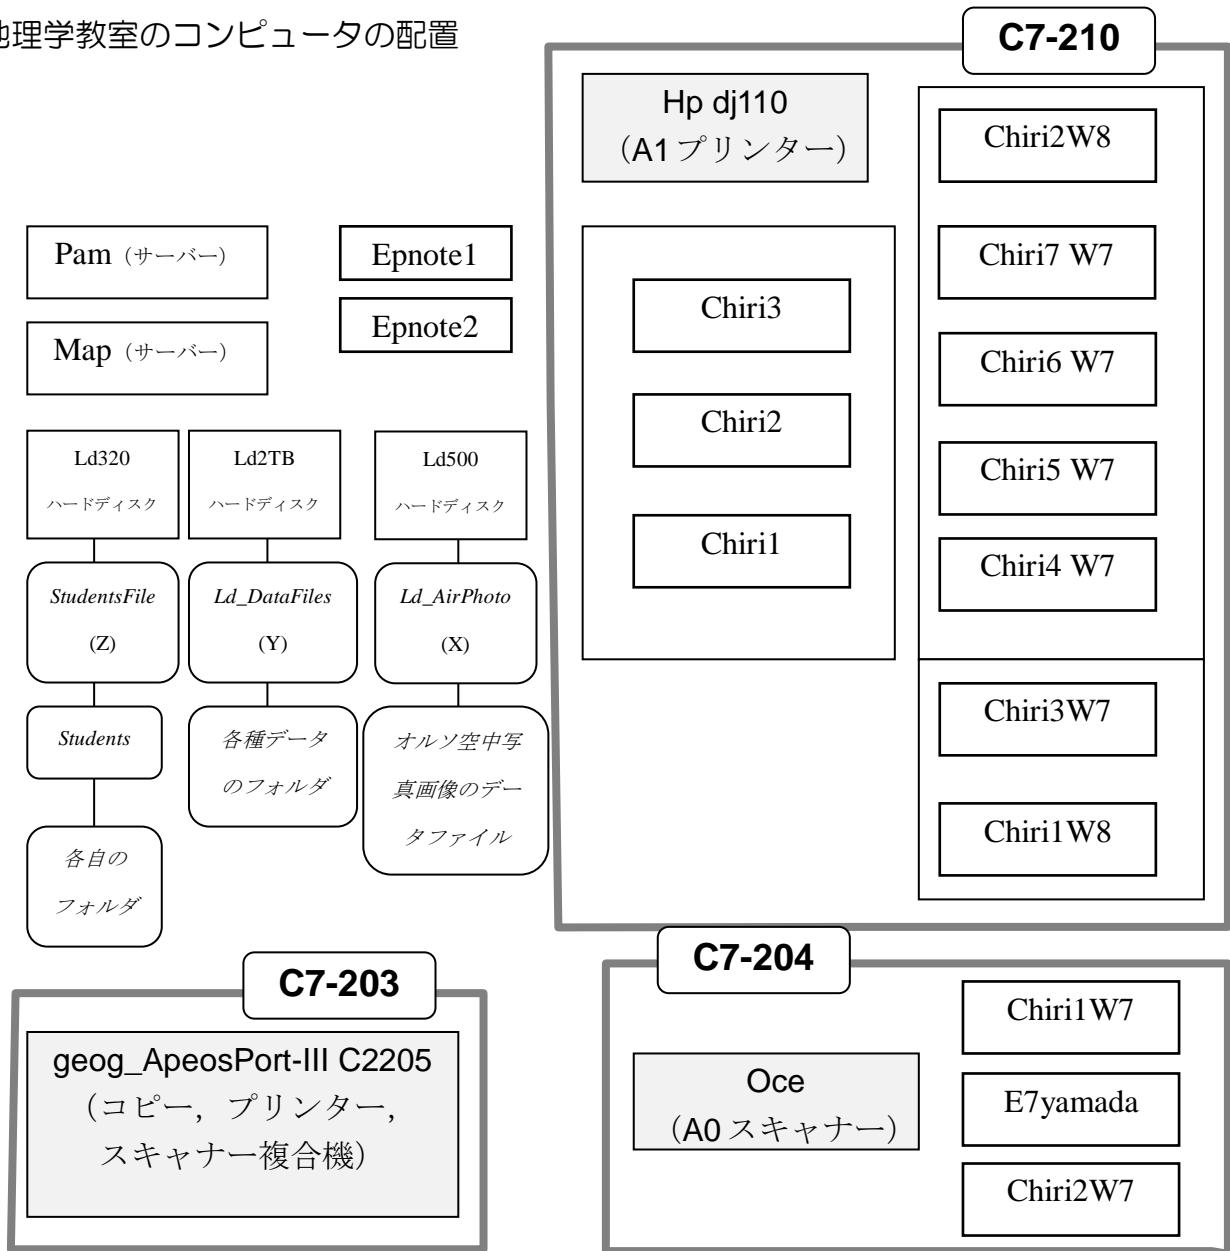 地理学教室のコンピュータの配置
C7-210
Hp dj110
（A1プリンター）
Chiri2W8
Chiri7 W7
Chiri6 W7
Chiri5 W7
Chiri4 W7
Chiri3W7
Chiri1W8
Chiri3
Chiri2
Chiri1
Pam（サーバー）
Map（サーバー）
Epnote1
Epnote2
Ld320
ハードディスク
StudentsFile
(Z)
Students
各自の
フォルダ
Ld2TB
ハードディスク
Ld_DataFiles
(Y)
各種データ
のフォルダ
Ld500
ハードディスク
Ld_AirPhoto
(X)
オルソ空中写
真画像のデー
タファイル
C7-203
geog_ApeosPort-III C2205
（コピー，プリンター，
スキャナー複合機）
C7-204
Oce
（A0スキャナー）
Chiri1W7
E7yamada
Chiri2W7